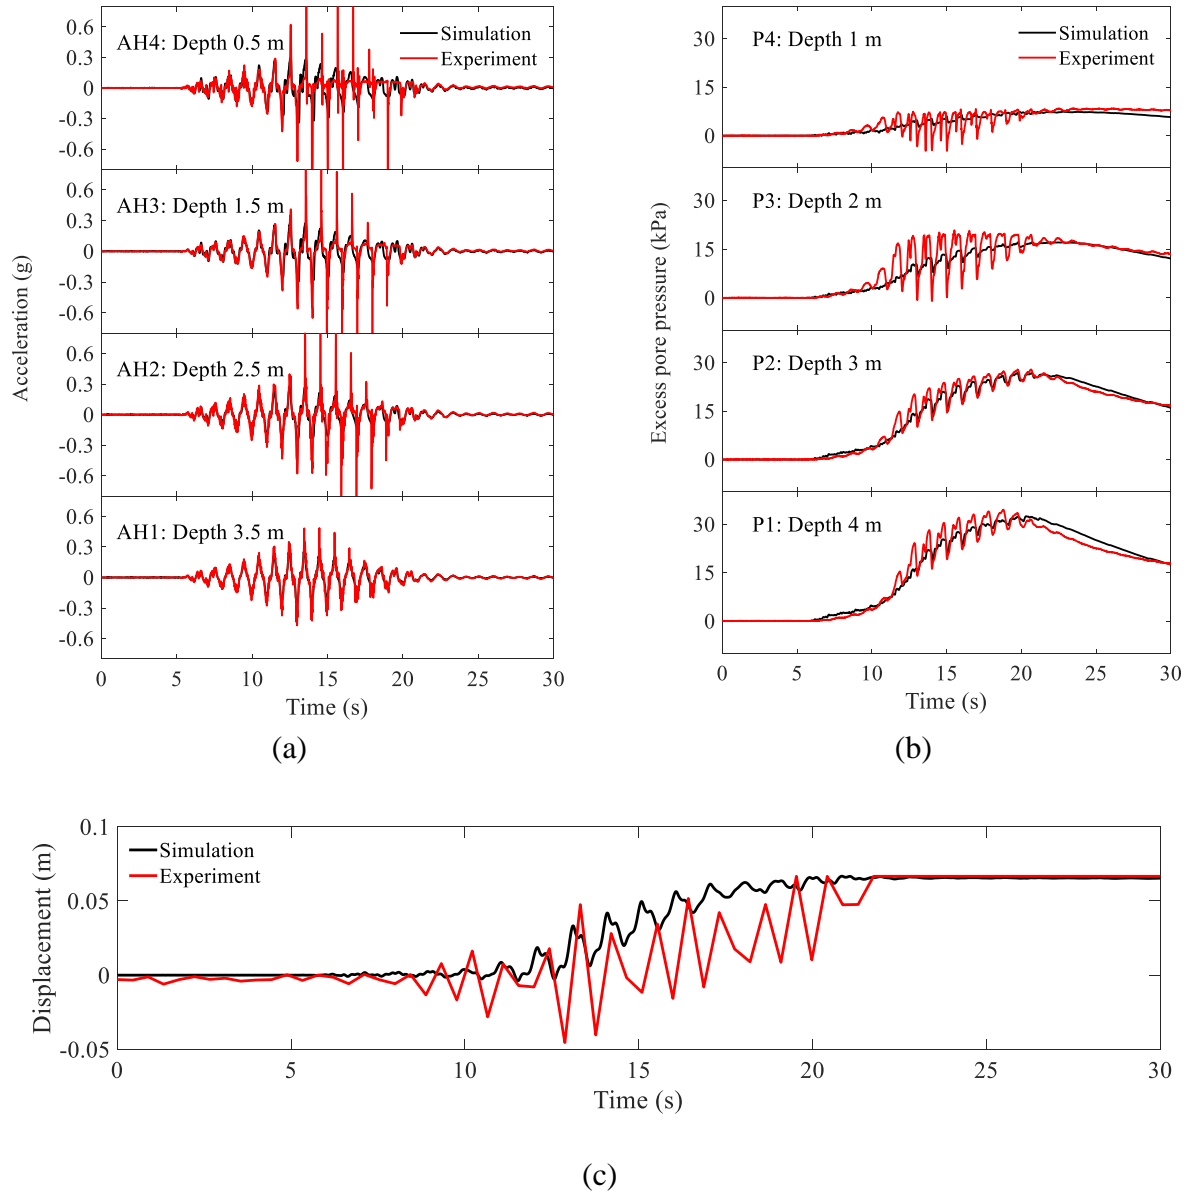 AH4: Depth 0.5 m
Simulation
Experiment
0.6
0.3
0
-0.3
-0.6
AH3: Depth 1.5 m
0.6
0.3
0
-0.3
-0.6
AH2: Depth 2.5 m
0.6
0.3
0
-0.3
-0.6
AH1: Depth 3.5 m
0.6
0.3
0
-0.3
-0.6
Acceleration (g)
0 5 10 15 20 25 30
Time (s)
(a)
P4: Depth 1 m
Simulation
Experiment
30
15
0
P3: Depth 2 m
30
15
0
P2: Depth 3 m
30
15
0
P1: Depth 4 m
30
15
0
Excess pore pressure (kPa)
0 5 10 15 20 25 30
Time (s)
(b)
Simulation
Experiment
0.1
0.05
0
-0.05
Displacement (m)
0 5 10 15 20 25 30
Time (s)
(c)